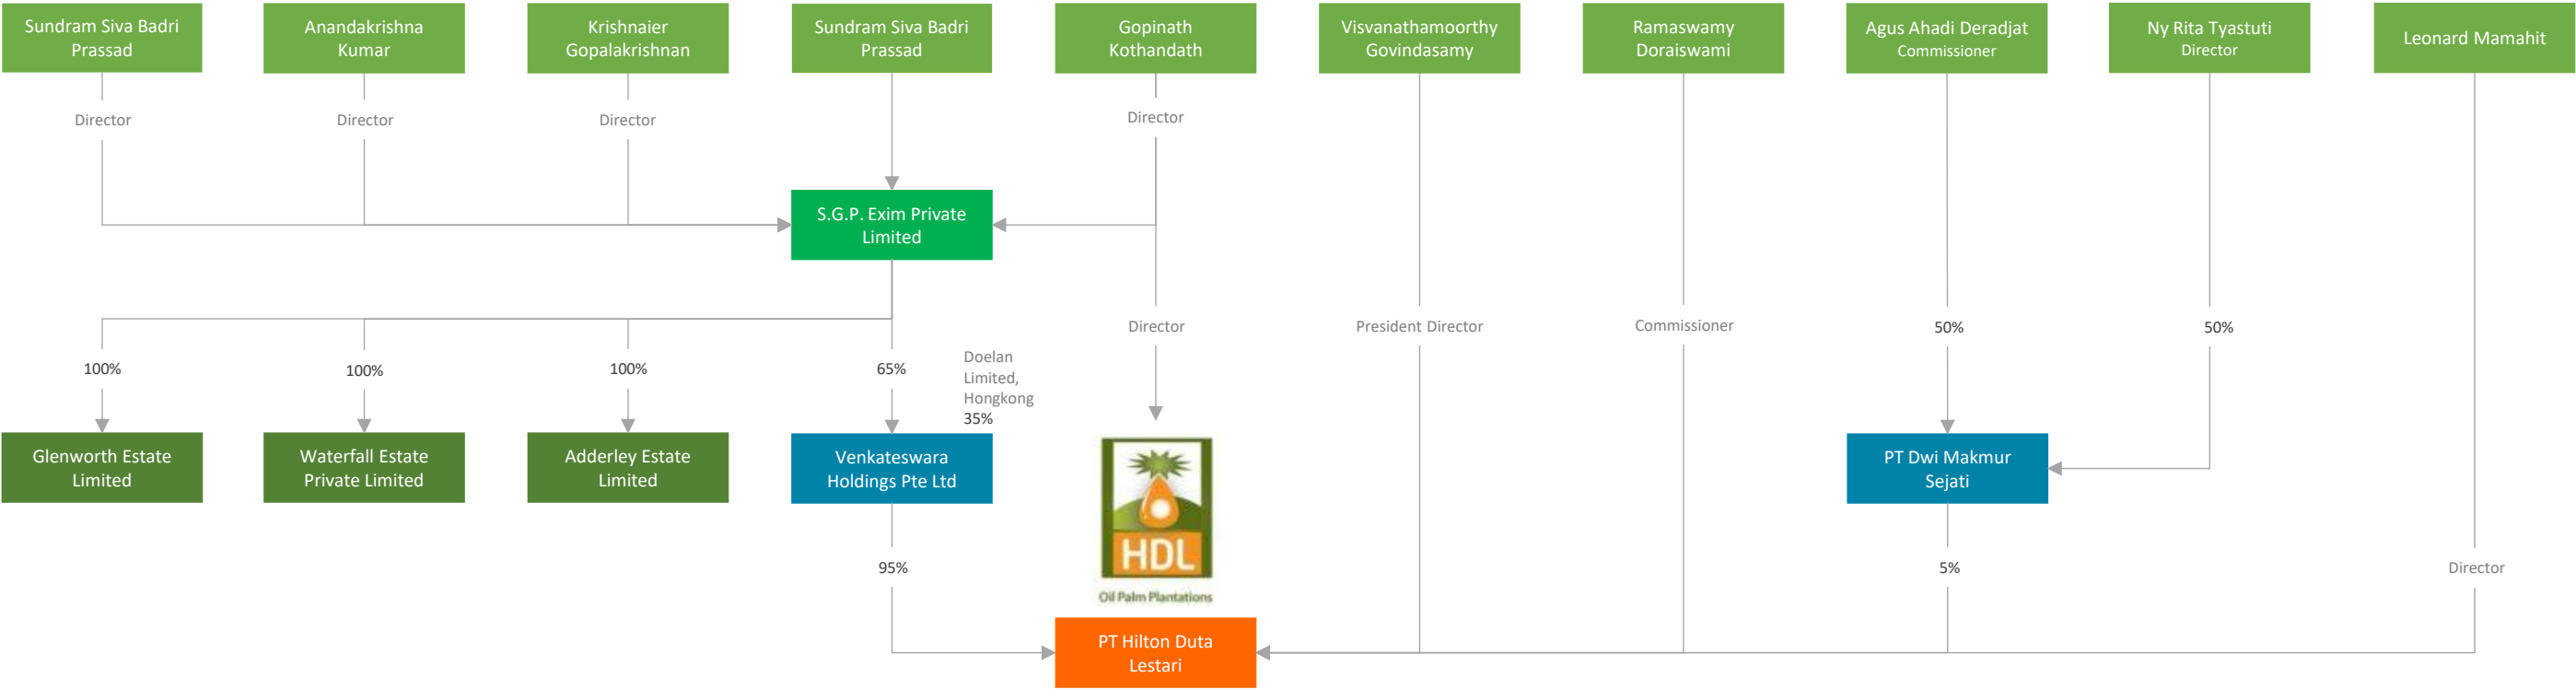 Sundram Siva Badri
Prassad
Anandakrishna
Kumar
Krishnaier
Gopalakrishnan
Sundram Siva Badri
Prassad
Gopinath
Kothandath
Visvanathamoorthy
Govindasamy
Ramaswamy
Doraiswami
Agus Ahadi Deradjat
Commissioner
Ny Rita Tyastuti
Director
Leonard Mamahit
Director
Director
Director
Director
S.G.P. Exim Private
Limited
Director
President Director
Commissioner
50%
50%
100%
100%
100%
65%
Doelan
Limited,
Hongkong
35%
Glenworth Estate
Limited
Waterfall Estate
Private Limited
Adderley Estate
Limited
Venkateswara
Holdings Pte Ltd
HDL
Oil Palm Plantations
PT Dwi Makmur
Sejati
95%
5%
Director
PT Hilton Duta
Lestari